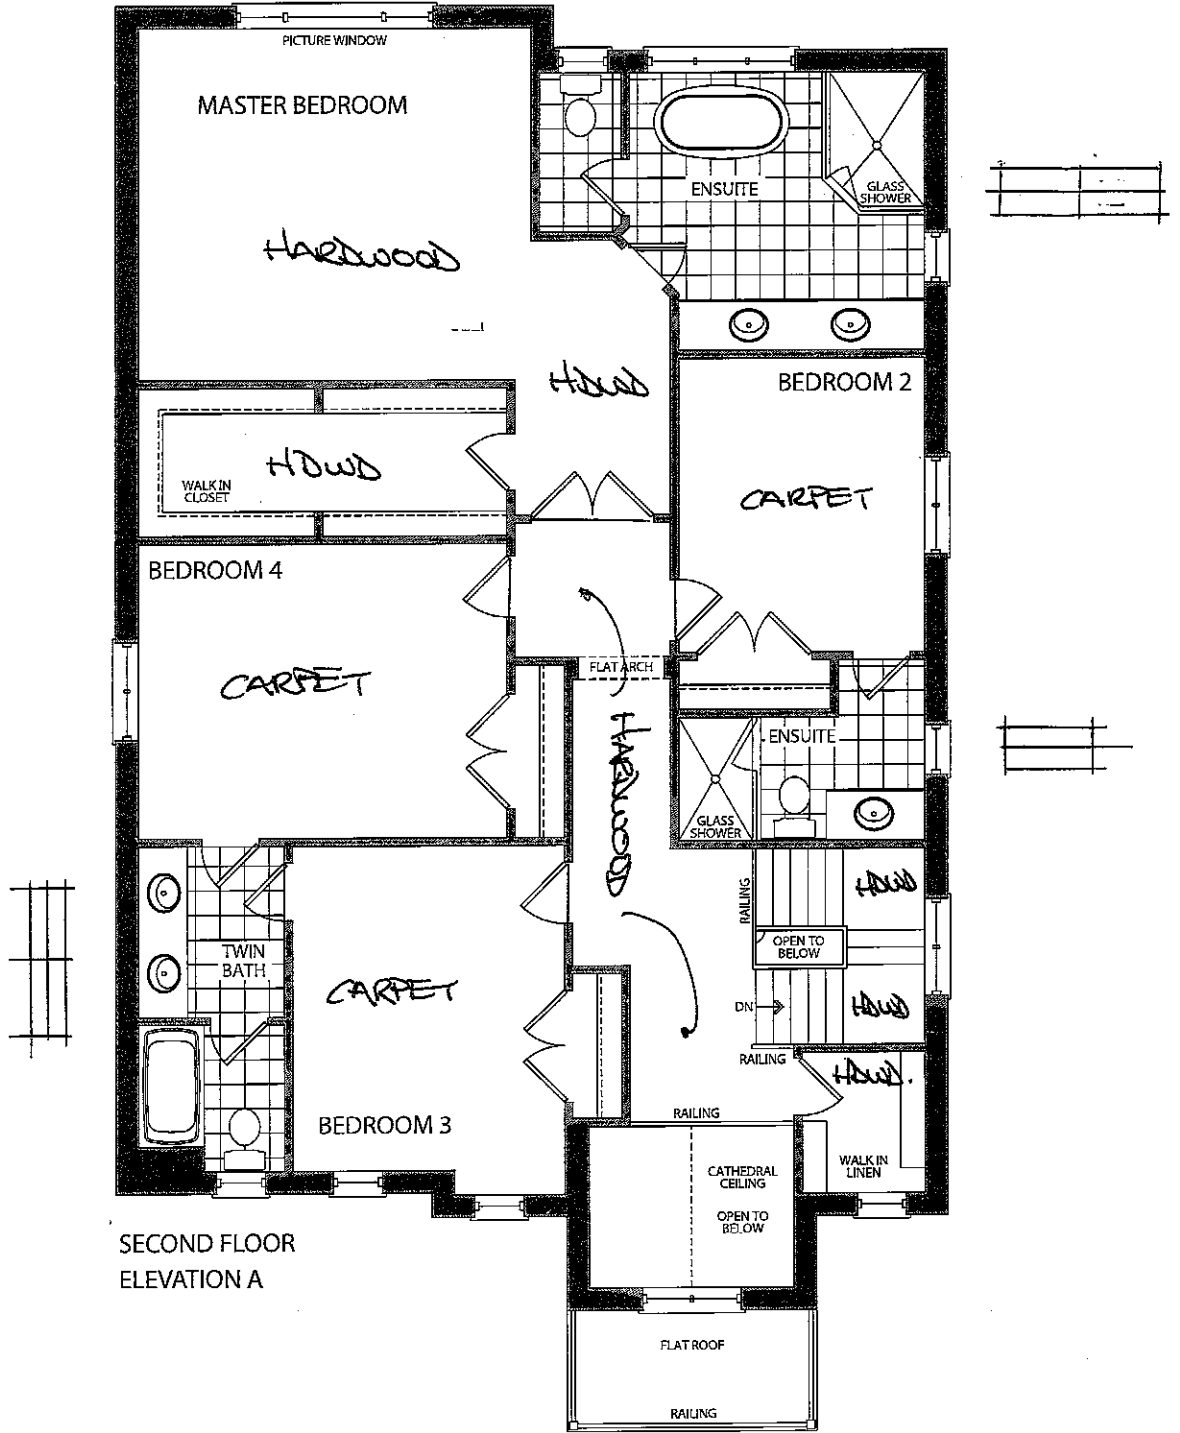 PICTURE WINDOW
MASTER BEDROOM
ENSUITE
GLASS
SHOWER
HARDWOOD
HDWD
BEDROOM 2
HDWD
WALK IN
CLOSET
CARPET
BEDROOM 4
FLAT ARCH
CARPET
HARDWOOD
ENSUITE
GLASS
SHOWER
RAILING
HDWD
OPEN TO
BELOW
TWIN
BATH
CARPET
HDWD
DN
RAILING
HDWD.
RAILING
BEDROOM 3
WALK IN
LINEN
CATHEDRAL
CEILING
OPEN TO
BELOW
SECOND FLOOR
ELEVATION A
FLAT ROOF
RAILING